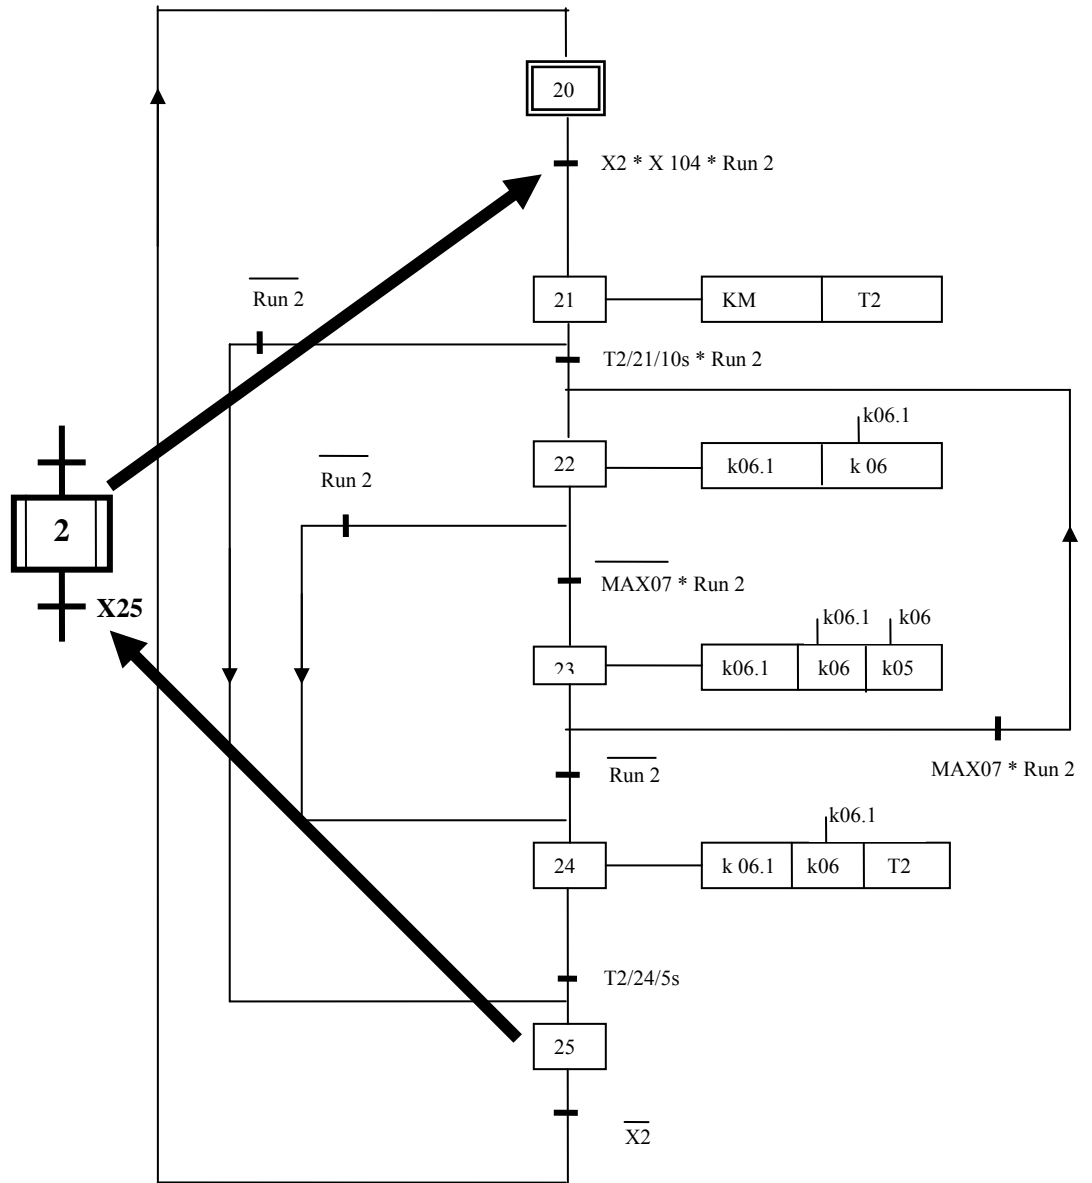 20
X2 * X 104 * Run 2
Run 2
21
KM
T2
T2/21/10s * Run 2
k06.1
Run 2
22
k06.1
k 06
2
MAX07 * Run 2
X25
k06.1
k06
23
k06.1
k06
k05
Run 2
MAX07 * Run 2
k06.1
24
k 06.1
k06
T2
T2/24/5s
25
X2